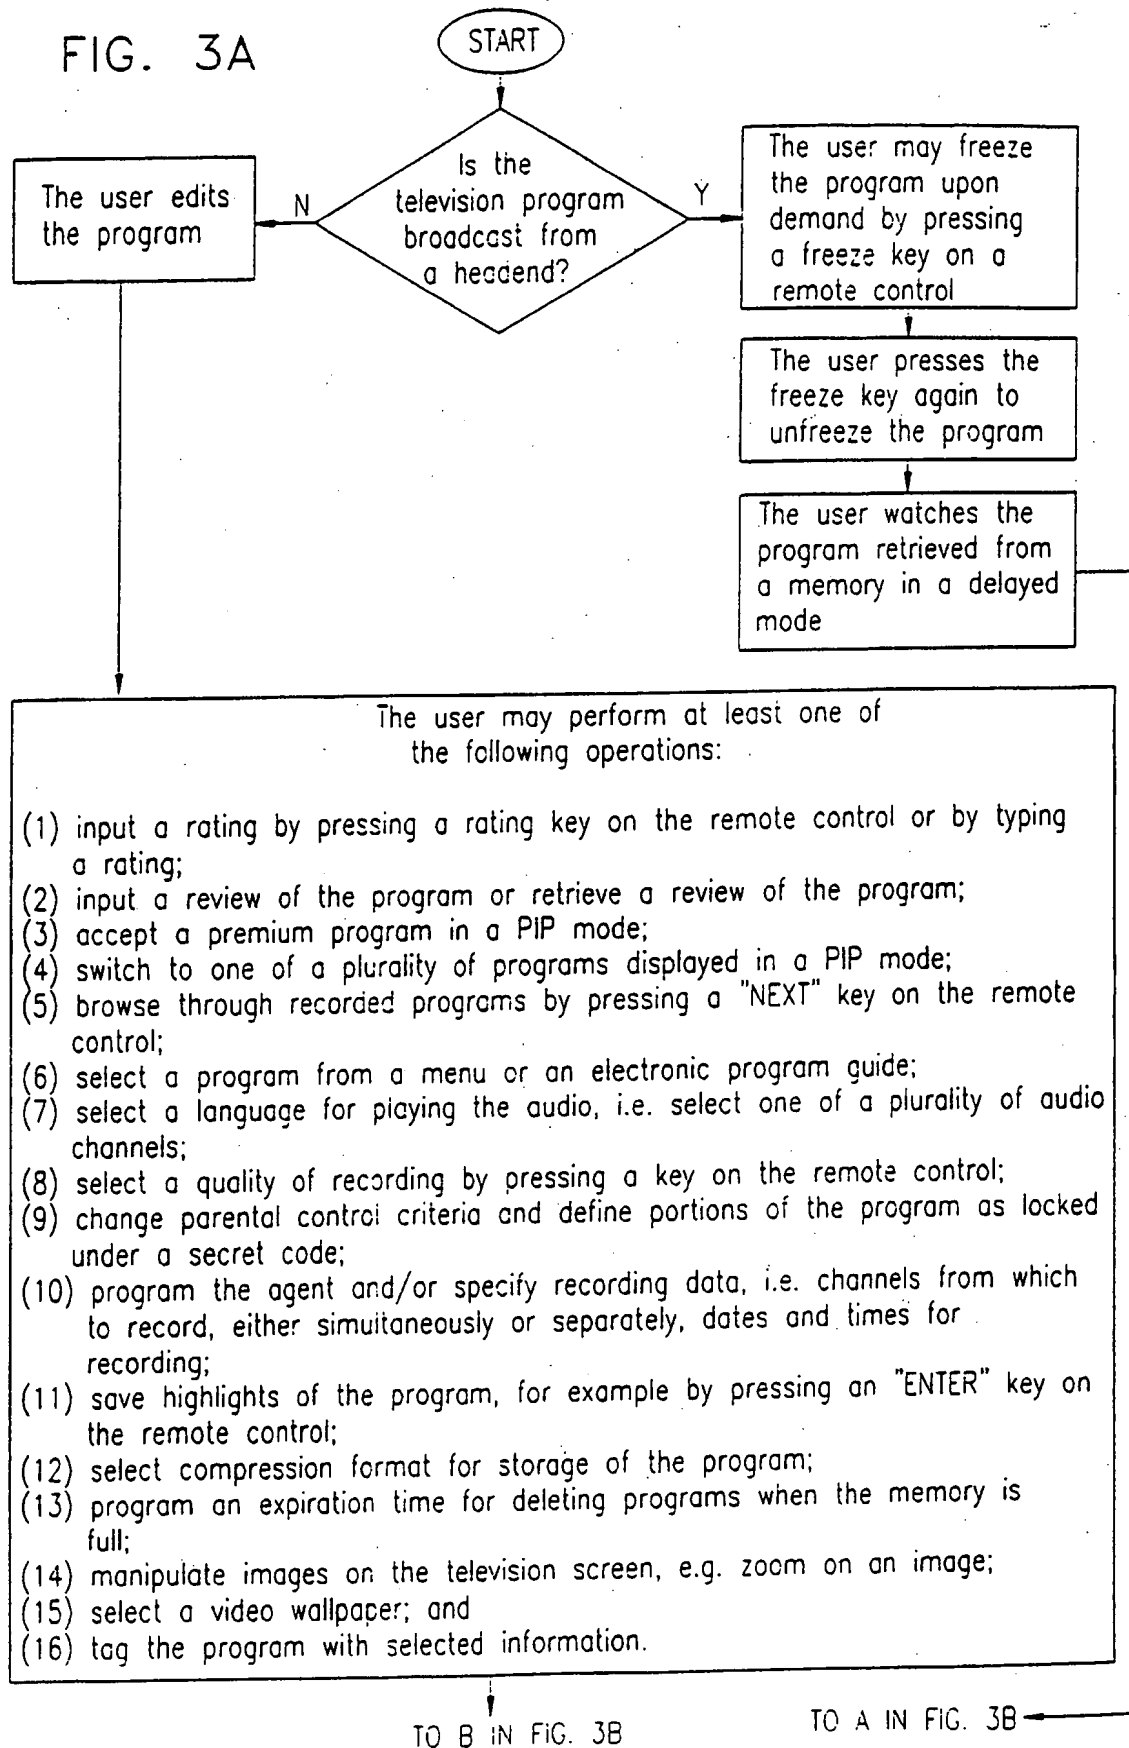 FIG. 3A
START
Is the
television program
broadcast from
a headend?
N
Y
The user edits
the program
The user may freeze
the program upon
demand by pressing
a freeze key on a
remote control
The user presses the
freeze key again to
unfreeze the program
The user watches the
program retrieved from
a memory in a delayed
mode
The user may perform at least one of
the following operations:
(1) input a rating by pressing a rating key on the remote control or by typing
a rating;
(2) input a review of the program or retrieve a review of the program;
(3) accept a premium program in a PIP mode;
(4) switch to one of a plurality of programs displayed in a PIP mode;
(5) browse through recorded programs by pressing a "NEXT" key on the remote
control;
(6) select a program from a menu or an electronic program guide;
(7) select a language for playing the audio, i.e. select one of a plurality of audio
channels;
(8) select a quality of recording by pressing a key on the remote control;
(9) change parental control criteria and define portions of the program as locked
under a secret code;
(10) program the agent and/or specify recording data, i.e. channels from which
to record, either simultaneously or separately, dates and times for
recording;
(11) save highlights of the program, for example by pressing an "ENTER" key on
the remote control;
(12) select compression format for storage of the program;
(13) program an expiration time for deleting programs when the memory is
full;
(14) manipulate images on the television screen, e.g. zoom on an image;
(15) select a video wallpaper; and
(16) tag the program with selected information.
TO B IN FIG. 3B
TO A IN FIG. 3B